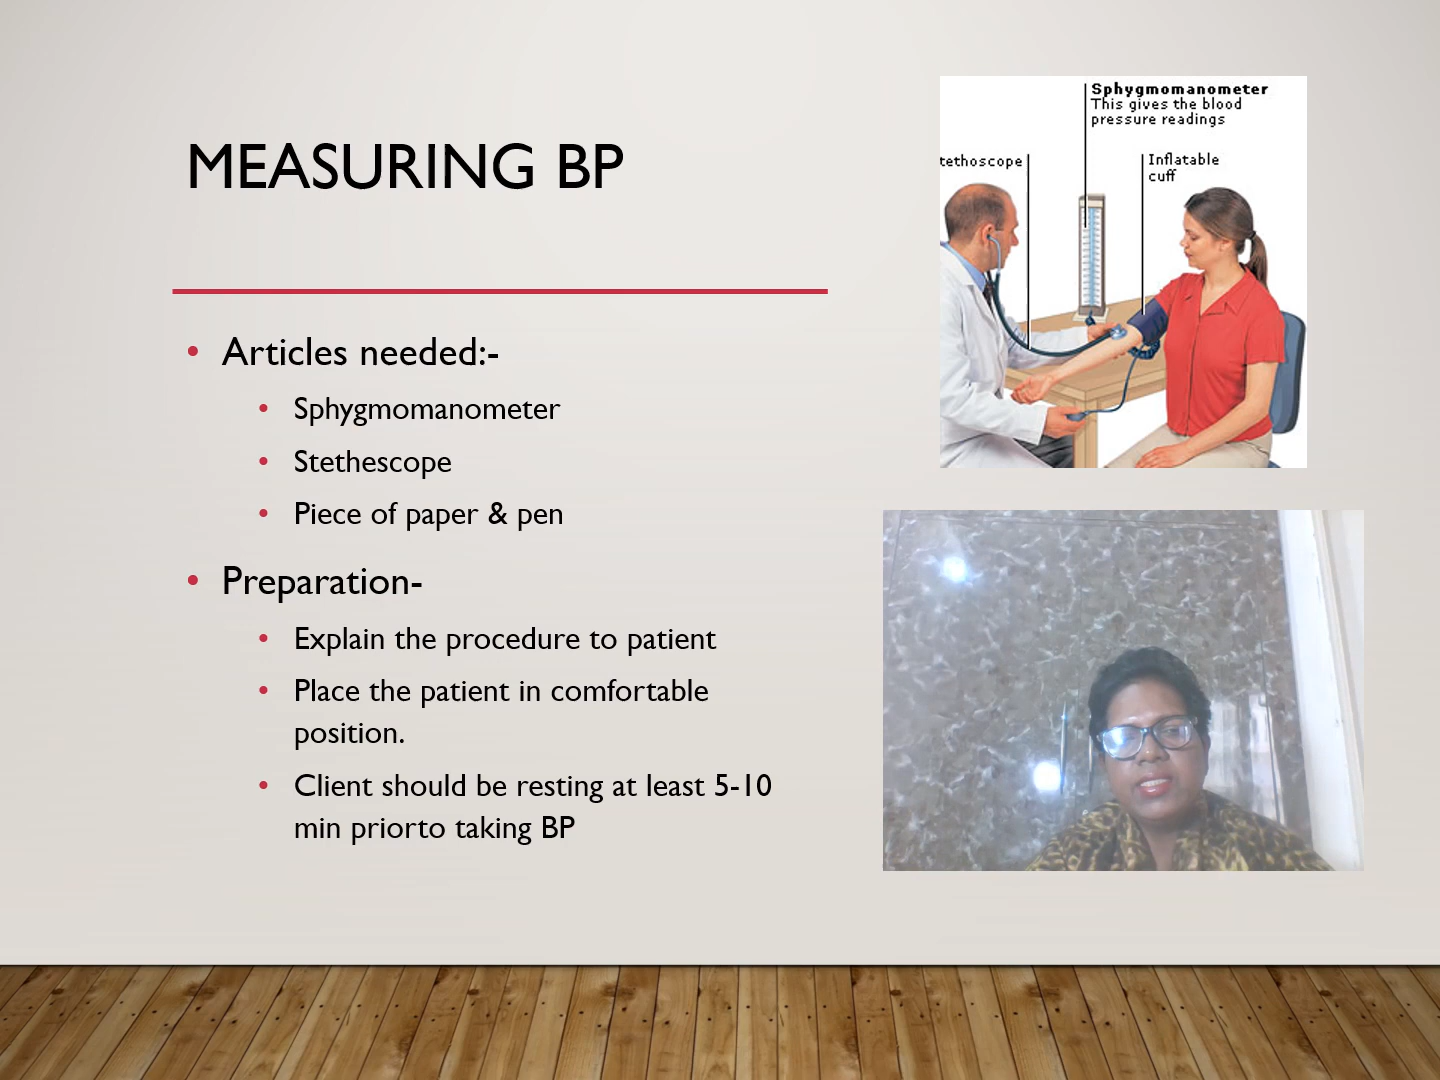 MEASURING BP
• Articles needed:-
• Sphygmomanometer
• Stethescope
• Piece of paper & pen
• Preparation-
• Explain the procedure to patient
• Place the patient in comfortable
position.
• Client should be resting at least 5-10
min priorto taking BP
Sphygmomanometer
This gives the blood
pressure readings
tethoscope
Inflatable
cuff